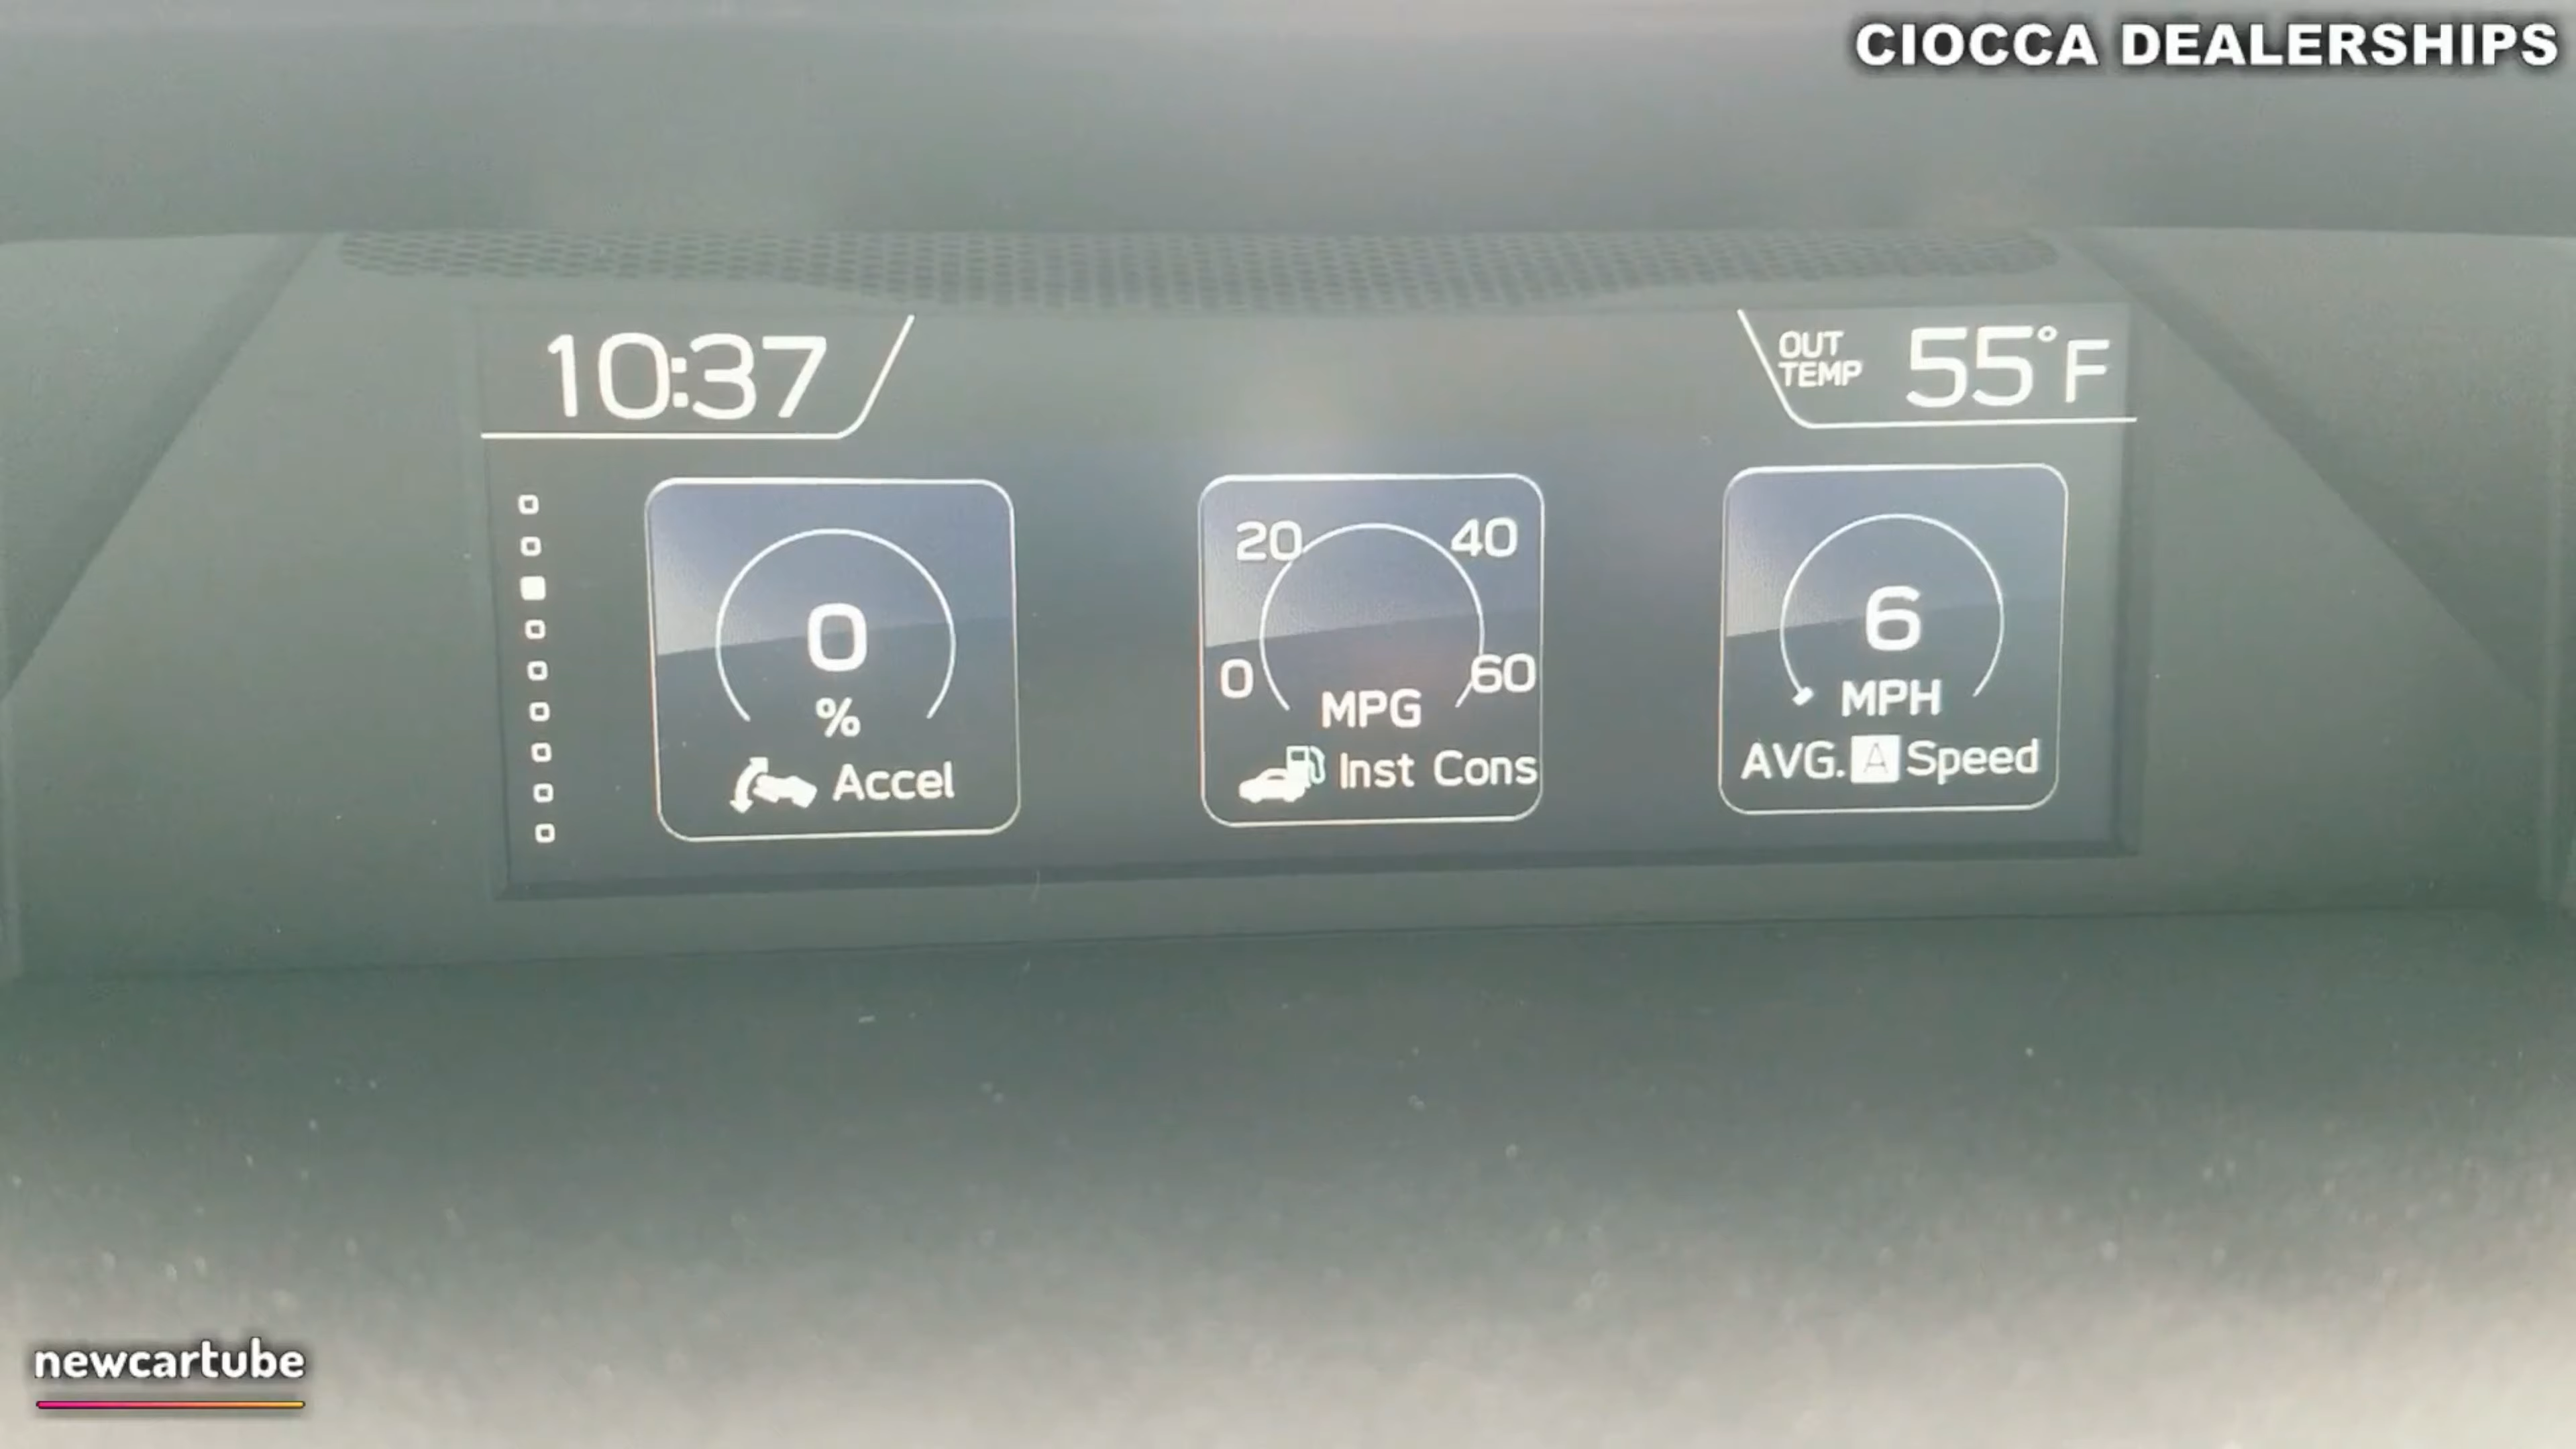 CIOCCA DEALERSHIPS
10:37
OUT TEMP 55°F
0
%
Accel
20 40
0 60
MPG
Inst Cons
6
MPH
AVG. A Speed
newcartube